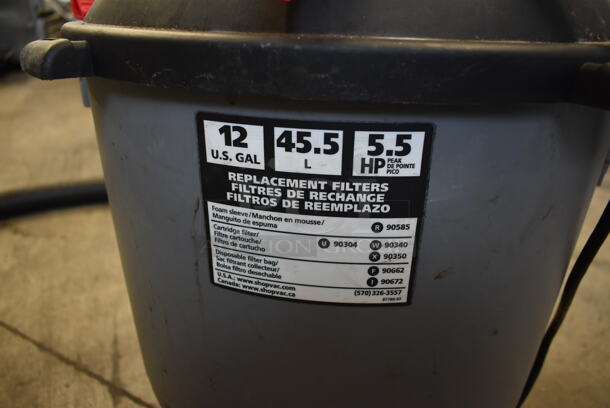 12
U.S. GAL
45.5
L
5.5
HP PEAK DE POINTE PICO
REPLACEMENT FILTERS
FILTRES DE RECHANGE
FILTROS DE REEMPLAZO
Foam sleeve/Manchon en mousse/
Manguito de espuma
R 90585
Cartridge filter/
Filtre cartouche/
Filtro de cartucho
U 90304
W 90340
X 90350
Disposable filter bag/
Sac filtrant collecteur/
Bolsa filtro desechable
F 90662
I 90672
U.S.A.: www.shopvac.com
Canada: www.shopvac.ca
(570) 326-3557